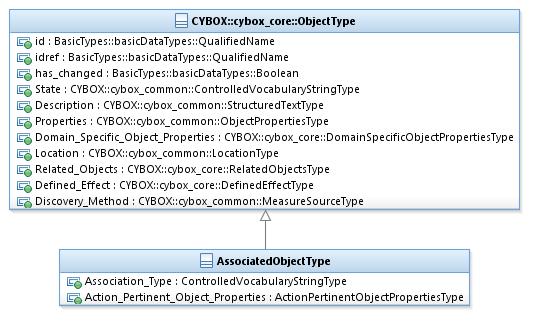 CYBOX::cybox_core::ObjectType
id : BasicTypes::basicDataTypes::QualifiedName
idref : BasicTypes::basicDataTypes::QualifiedName
has_changed : BasicTypes::basicDataTypes::Boolean
State : CYBOX::cybox_common::ControlledVocabularyStringType
Description : CYBOX::cybox_common::StructuredTextType
Properties : CYBOX::cybox_common::ObjectPropertiesType
Domain_Specific_Object_Properties : CYBOX::cybox_core::DomainSpecificObjectPropertiesType
Location : CYBOX::cybox_common::LocationType
Related_Objects : CYBOX::cybox_core::RelatedObjectsType
Defined_Effect : CYBOX::cybox_core::DefinedEffectType
Discovery_Method : CYBOX::cybox_common::MeasureSourceType
AssociatedObjectType
Association_Type : ControlledVocabularyStringType
Action_Pertinent_Object_Properties : ActionPertinentObjectPropertiesType